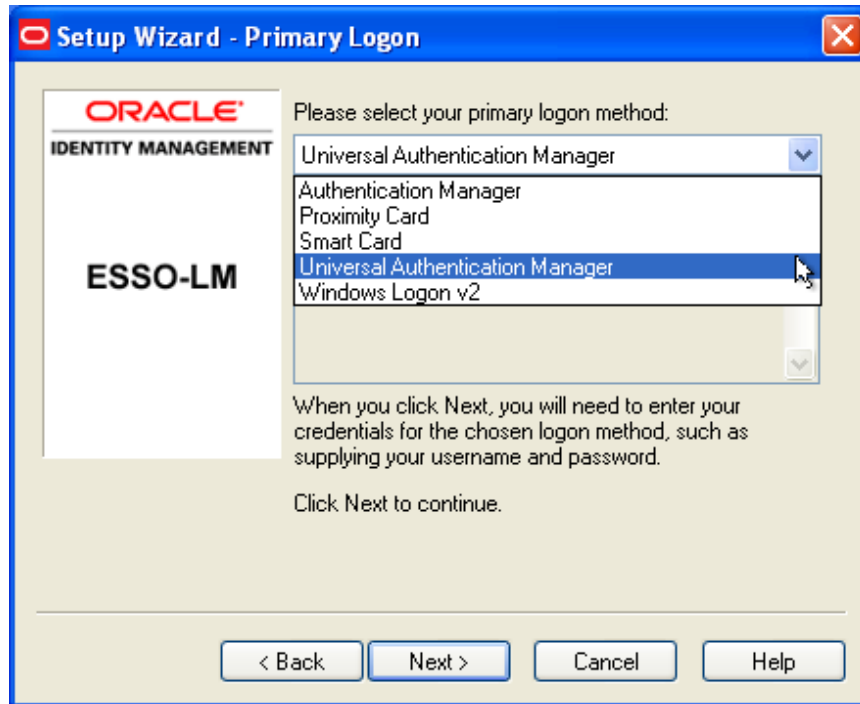 Setup Wizard - Primary Logon
ORACLE
IDENTITY MANAGEMENT
ESSO-LM
Please select your primary logon method:
Universal Authentication Manager
Authentication Manager
Proximity Card
Smart Card
Universal Authentication Manager
Windows Logon v2
When you click Next, you will need to enter your
credentials for the chosen logon method, such as
supplying your username and password.
Click Next to continue.
< Back
Next >
Cancel
Help